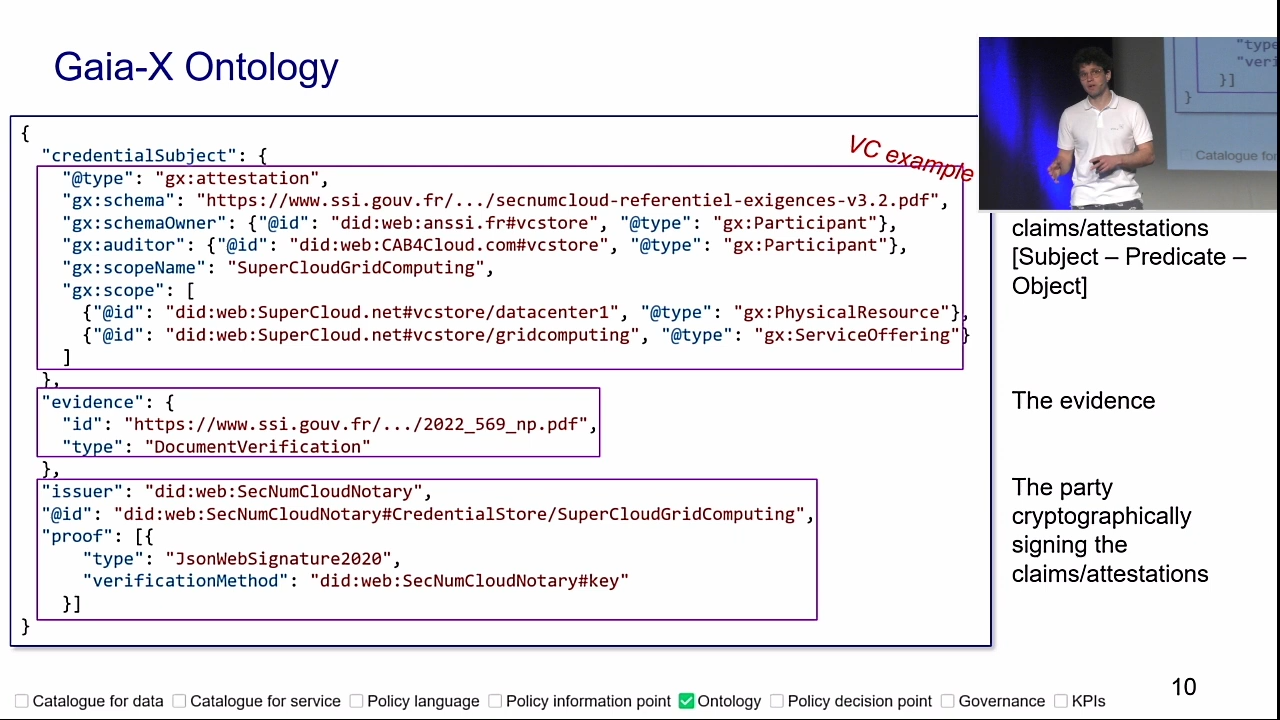 Gaia-X Ontology
{
"credentialSubject": {
"@type": "gx:attestation",
"gx:schema": "https://www.ssi.gouv.fr/.../secnumcloud-referentiel-exigences-v3.2.pdf",
"gx:schemaOwner": {"@id": "did:web:anssi.fr#vcstore", "@type": "gx:Participant"},
"gx:auditor": {"@id": "did:web:CAB4Cloud.com#vcstore", "@type": "gx:Participant"},
"gx:scopeName": "SuperCloudGridComputing",
"gx:scope": [
{"@id": "did:web:SuperCloud.net#vcstore/datacenter1", "@type": "gx:PhysicalResource"},
{"@id": "did:web:SuperCloud.net#vcstore/gridcomputing", "@type": "gx:ServiceOffering"}
]
},
"evidence": {
"id": "https://www.ssi.gouv.fr/.../2022_569_np.pdf",
"type": "DocumentVerification"
},
"issuer": "did:web:SecNumCloudNotary",
"@id": "did:web:SecNumCloudNotary#CredentialStore/SuperCloudGridComputing",
"proof": [{
"type": "JsonWebSignature2020",
"verificationMethod": "did:web:SecNumCloudNotary#key"
}]
}
VC example
"type
"veri
}]
}
Catalogue for
claims/attestations
[Subject – Predicate –
Object]
The evidence
The party
cryptographically
signing the
claims/attestations
10
Catalogue for data Catalogue for service Policy language Policy information point Ontology Policy decision point Governance KPIs